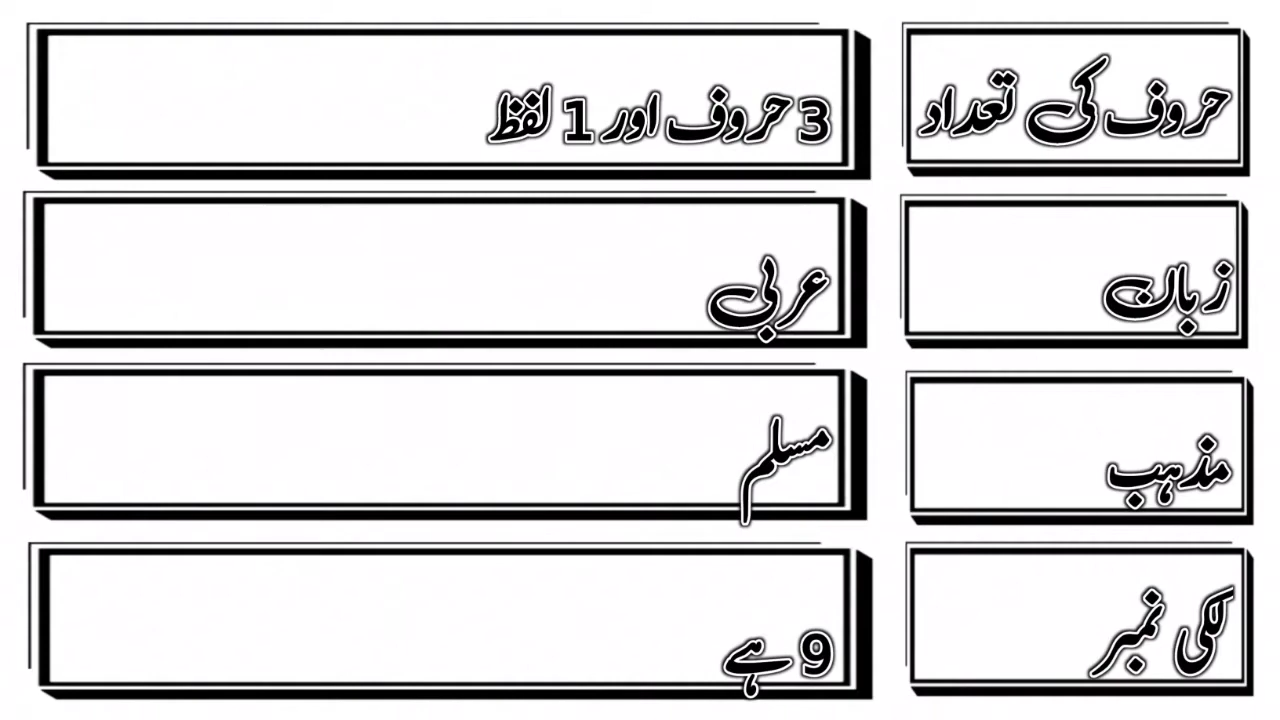 حروف کی تعداد
3 حروف اور 1 لفظ
زبان
عربی
مذہب
مسلم
لکی نمبر
9 ہے